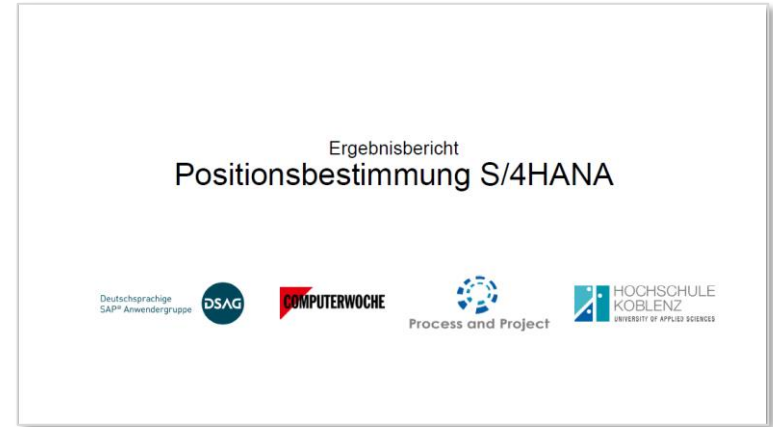 Ergebnisbericht
Positionsbestimmung S/4HANA
Deutschsprachige
SAP® Anwendergruppe
DSAG
COMPUTERWOCHE
Process and Project
HOCHSCHULE
KOBLENZ
UNIVERSITY OF APPLIED SCIENCES